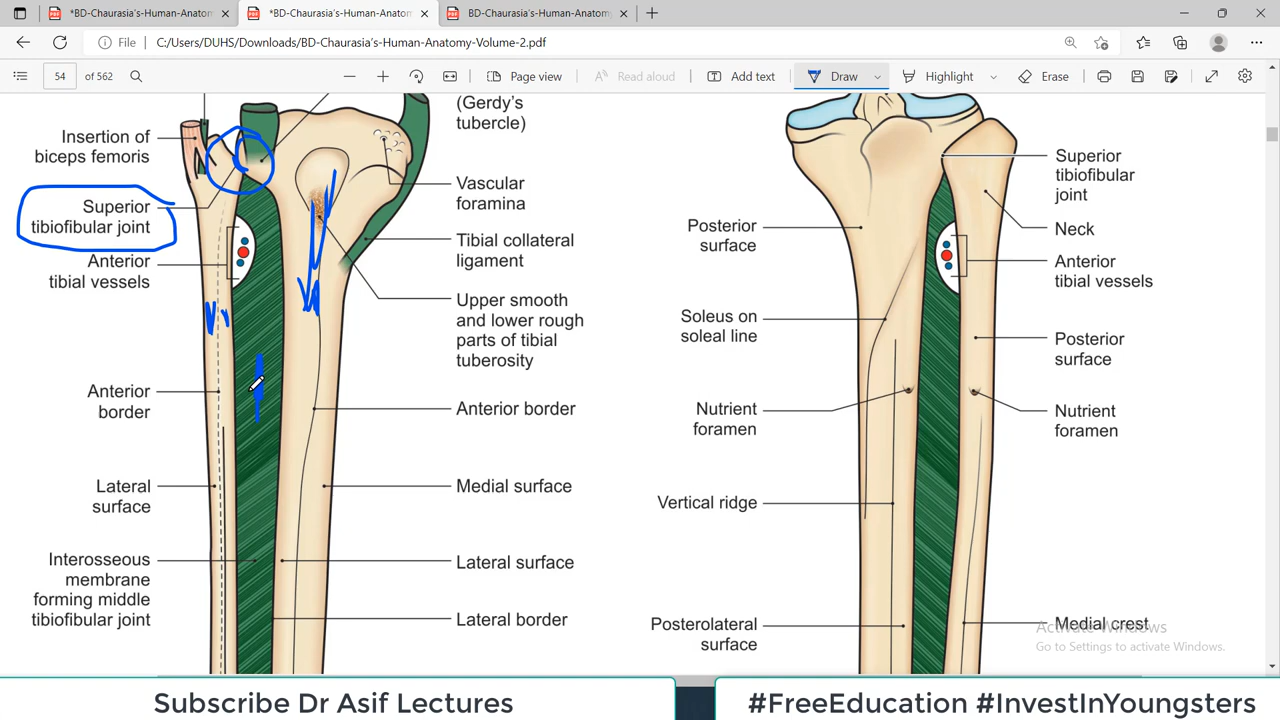 *BD-Chaurasia's-Human-Anatom
*BD-Chaurasia's-Human-Anatom
BD-Chaurasia's-Human-Anatomy
File
C:/Users/DUHS/Downloads/BD-Chaurasia's-Human-Anatomy-Volume-2.pdf
54
of 562
Page view
Read aloud
Add text
Draw
Highlight
Erase
Insertion of
biceps femoris
Superior
tibiofibular joint
Anterior
tibial vessels
Anterior
border
Lateral
surface
Interosseous
membrane
forming middle
tibiofibular joint
(Gerdy's
tubercle)
Vascular
foramina
Tibial collateral
ligament
Upper smooth
and lower rough
parts of tibial
tuberosity
Anterior border
Medial surface
Lateral surface
Lateral border
Posterior
surface
Soleus on
soleal line
Nutrient
foramen
Vertical ridge
Posterolateral
surface
Superior
tibiofibular
joint
Neck
Anterior
tibial vessels
Posterior
surface
Nutrient
foramen
Medial crest
Activate Windows
Go to Settings to activate Windows.
Subscribe Dr Asif Lectures
#FreeEducation #InvestInYoungsters